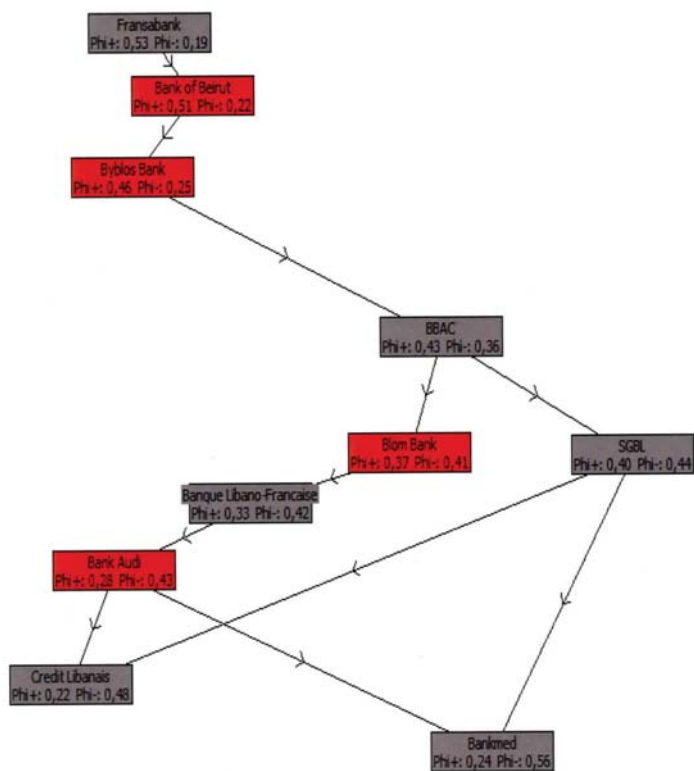 Fransabank
Phi+: 0,53 Phi-: 0,19
Bank of Beirut
Phi+: 0,51 Phi-: 0,22
Byblos Bank
Phi+: 0,46 Phi-: 0,25
BBAC
Phi+: 0,43 Phi-: 0,36
Blom Bank
Phi+: 0,37 Phi-: 0,41
SGBL
Phi+: 0,40 Phi-: 0,44
Banque Libano-Francaise
Phi+: 0,33 Phi-: 0,42
Bank Audi
Phi+: 0,28 Phi-: 0,43
Credit Libanais
Phi+: 0,22 Phi-: 0,48
Bankmed
Phi+: 0,24 Phi-: 0,56